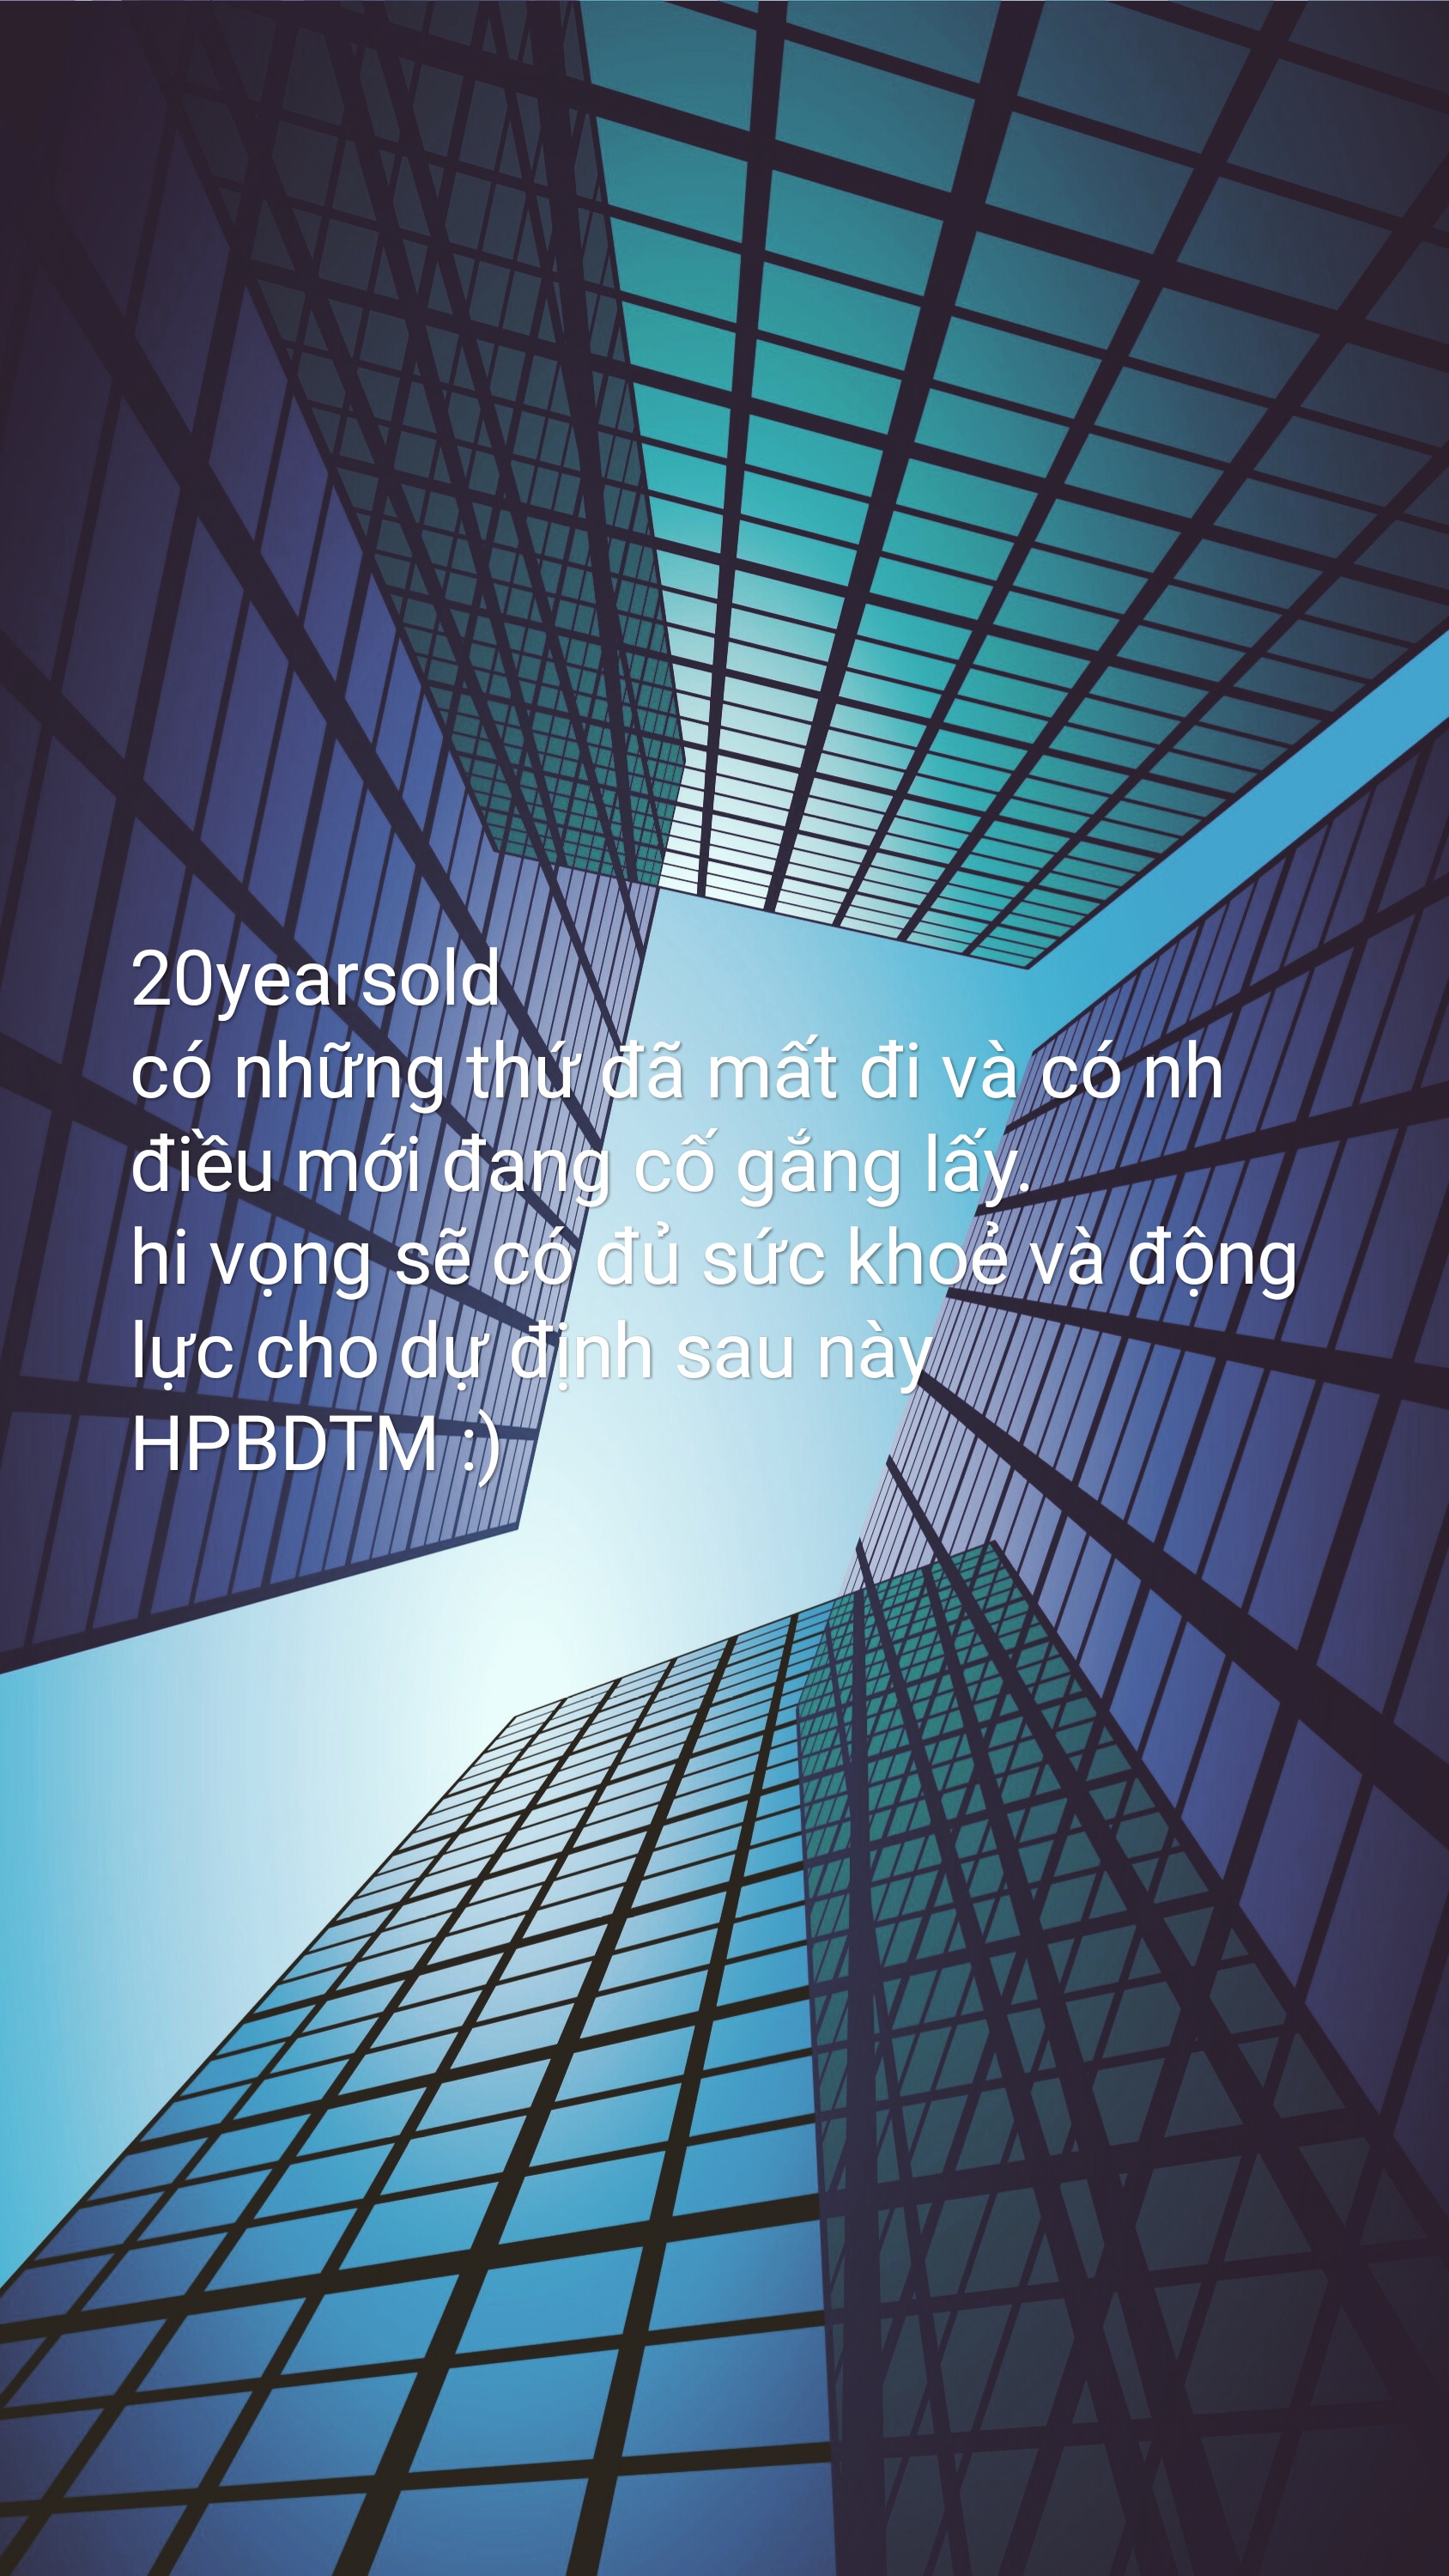 20yearsold
có những thứ đã mất đi và có nh
điều mới đang cố gắng lấy.
hi vọng sẽ có đủ sức khoẻ và động
lực cho dự định sau này
HPBDTM :)